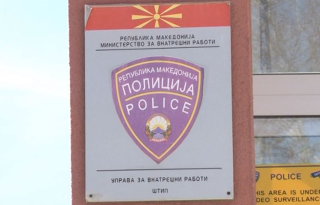 РЕПУБЛИКА МАКЕДОНИЈА
МИНИСТЕРСТВО ЗА ВНАТРЕШНИ РАБОТИ
РЕПУБЛИКА МАКЕДОНИЈА
ПОЛИЦИЈА
POLICE
УПРАВА ЗА ВНАТРЕШНИ РАБОТИ
ШТИП
POLICE
THIS AREA IS UNDER
VIDEO SURVEILLANCE